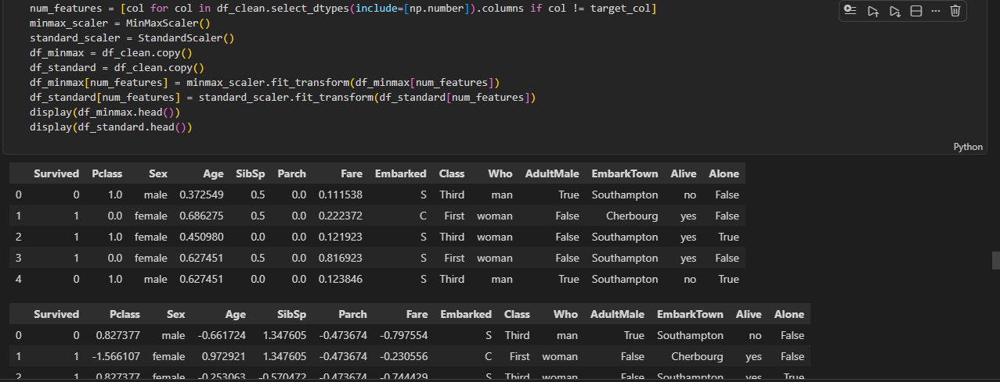 num_features = [col for col in df_clean.select_dtypes(include=[np.number]).columns if col != target_col]
minmax_scaler = MinMaxScaler()
standard_scaler = StandardScaler()
df_minmax = df_clean.copy()
df_standard = df_clean.copy()
df_minmax[num_features] = minmax_scaler.fit_transform(df_minmax[num_features])
df_standard[num_features] = standard_scaler.fit_transform(df_standard[num_features])
display(df_minmax.head())
display(df_standard.head())
Python
Survived Pclass Sex Age SibSp Parch Fare Embarked Class Who AdultMale EmbarkTown Alive Alone
0 0 1.0 male 0.372549 0.5 0.0 0.111538 S Third man True Southampton no False
1 1 0.0 female 0.686275 0.5 0.0 0.222372 C First woman False Cherbourg yes False
2 1 1.0 female 0.450980 0.0 0.0 0.121923 S Third woman False Southampton yes True
3 1 0.0 female 0.627451 0.5 0.0 0.816923 S First woman False Southampton yes False
4 0 1.0 male 0.627451 0.0 0.0 0.123846 S Third man True Southampton no True
Survived Pclass Sex Age SibSp Parch Fare Embarked Class Who AdultMale EmbarkTown Alive Alone
0 0 0.827377 male -0.661724 1.347605 -0.473674 -0.797554 S Third man True Southampton no False
1 1 -1.566107 female 0.972921 1.347605 -0.473674 -0.230556 C First woman False Cherbourg yes False
2 1 0.827377 female -0.253063 -0.570472 -0.473674 -0.744429 S Third woman False Southampton yes True